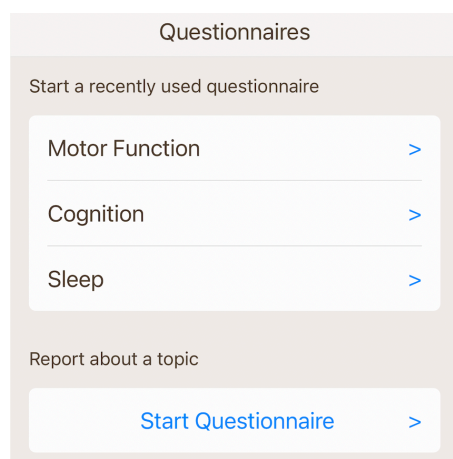 Questionnaires
Start a recently used questionnaire
Motor Function >
Cognition >
Sleep >
Report about a topic
Start Questionnaire >